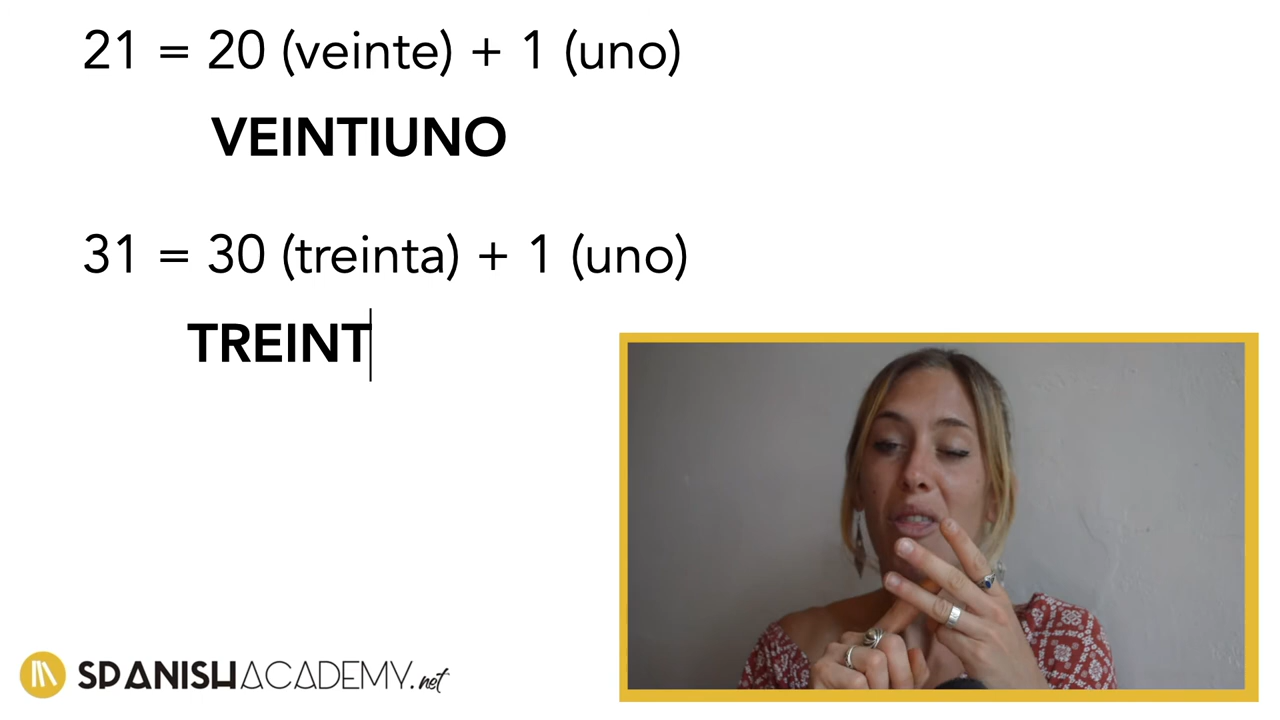 21 = 20 (veinte) + 1 (uno)
VEINTIUNO
31 = 30 (treinta) + 1 (uno)
TREINT
SPANISHACADEMY.net